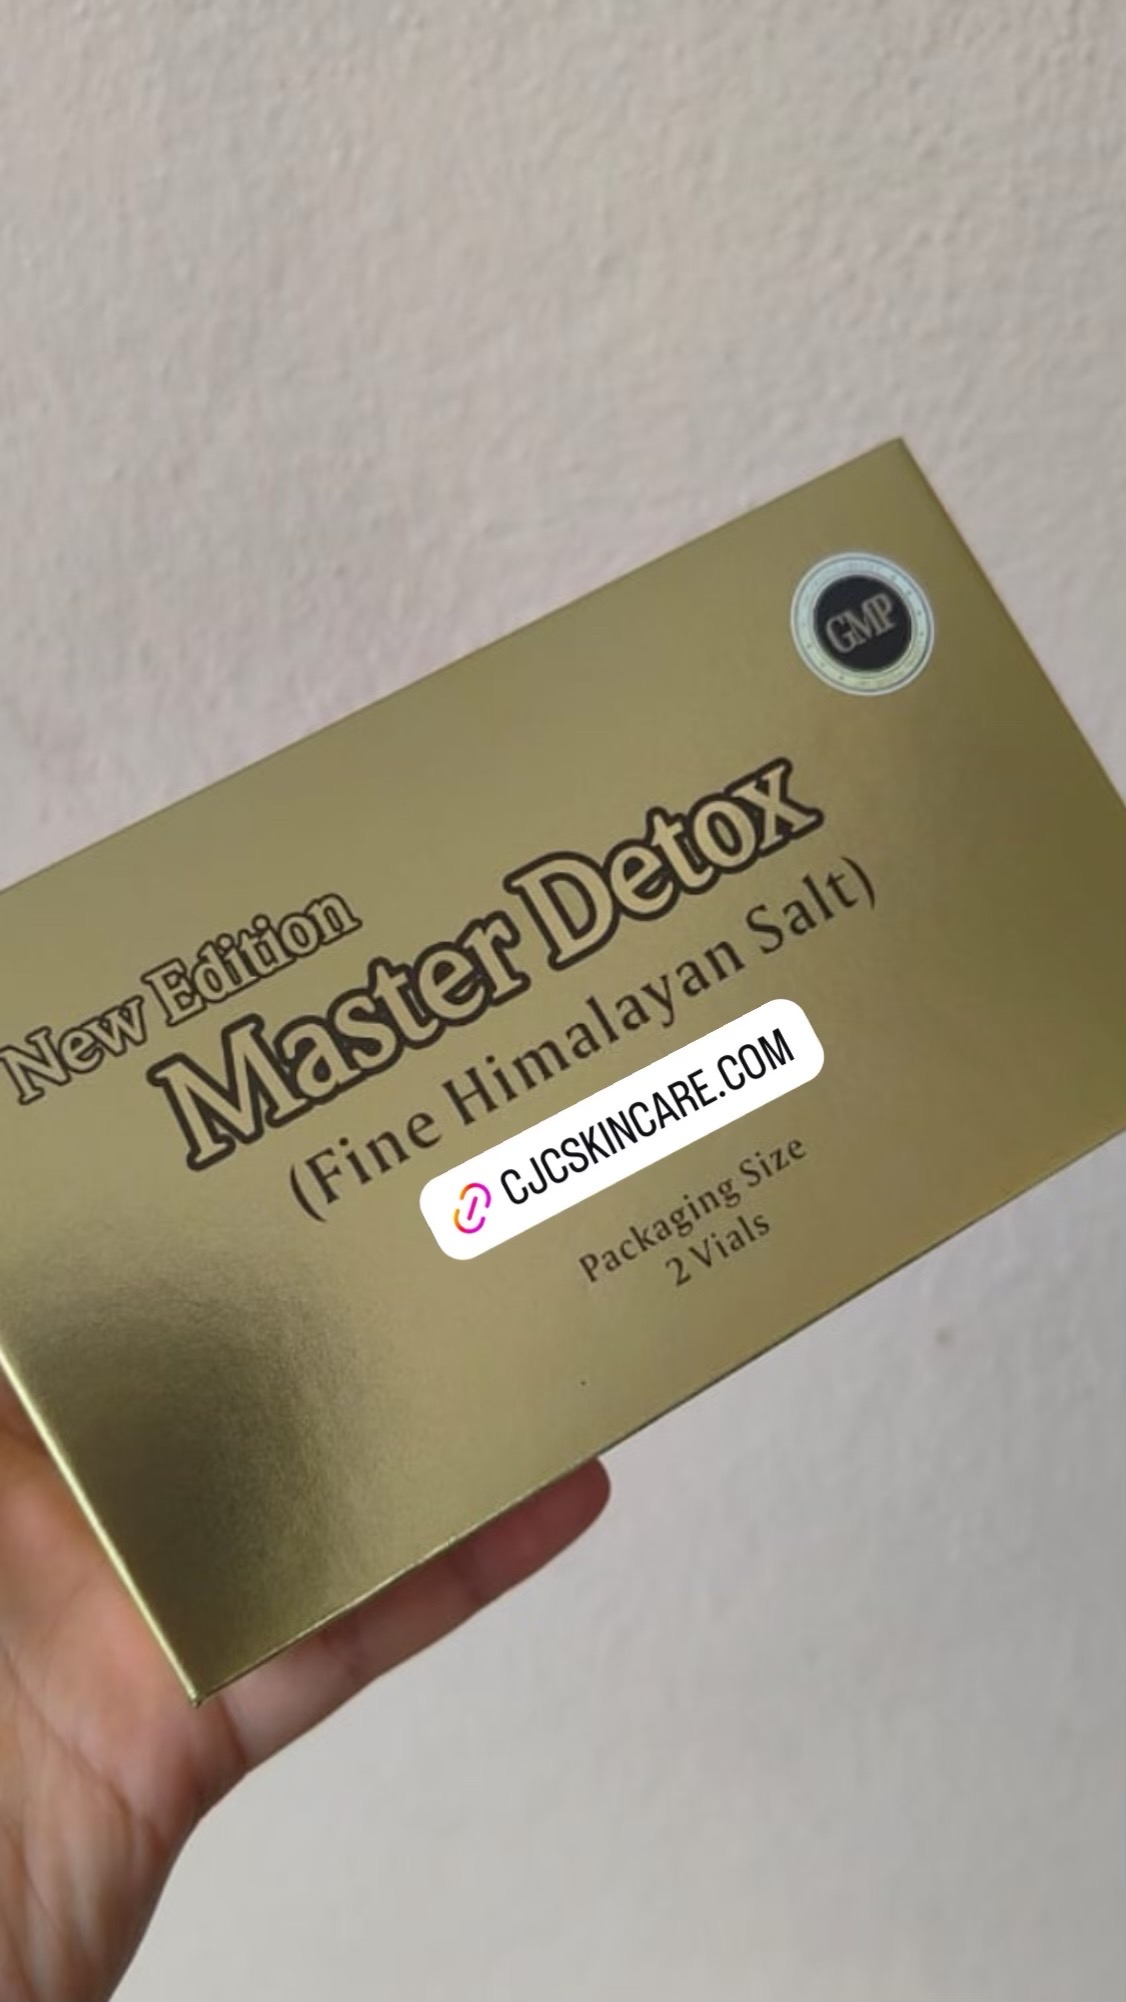 GMP
New Edition
Master Detox
(Fine Himalayan Salt)
CJCSKINCARE.COM
Packaging Size
2 Vials